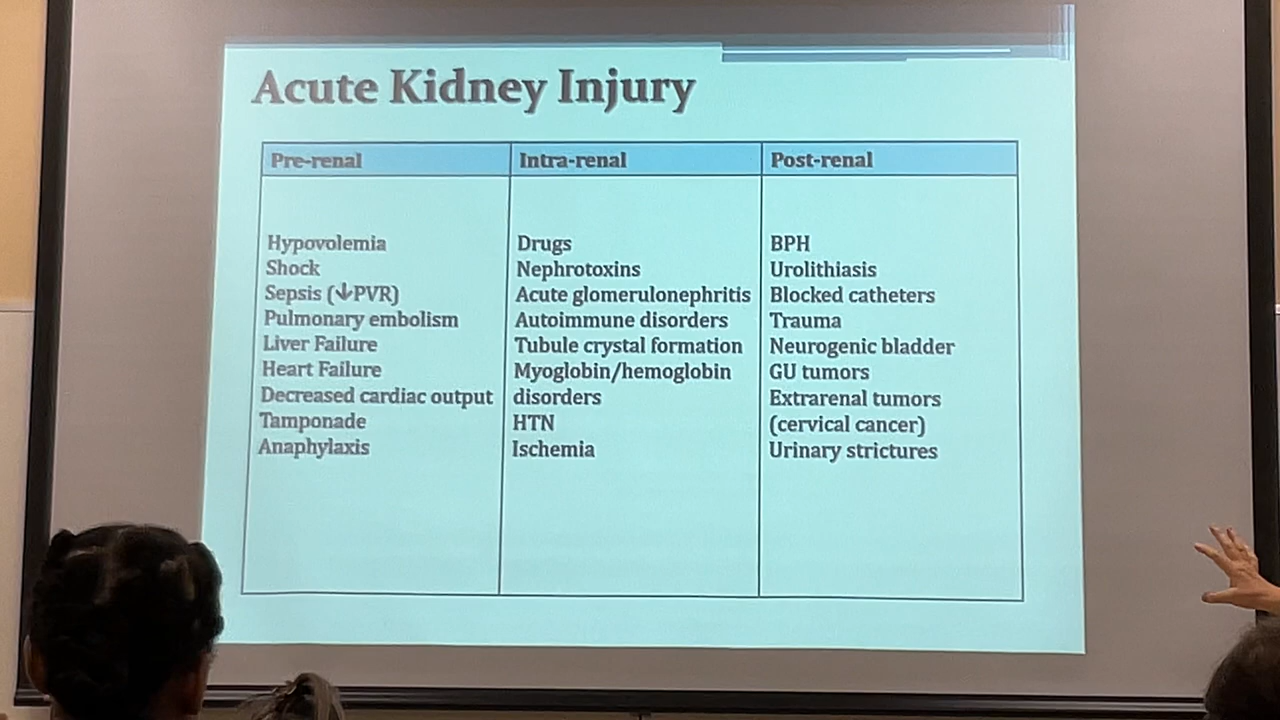 Acute Kidney Injury
Pre-renal
Hypovolemia
Shock
Sepsis (↓PVR)
Pulmonary embolism
Liver Failure
Heart Failure
Decreased cardiac output
Tamponade
Anaphylaxis
Intra-renal
Drugs
Nephrotoxins
Acute glomerulonephritis
Autoimmune disorders
Tubule crystal formation
Myoglobin/hemoglobin
disorders
HTN
Ischemia
Post-renal
BPH
Urolithiasis
Blocked catheters
Trauma
Neurogenic bladder
GU tumors
Extrarenal tumors
(cervical cancer)
Urinary strictures